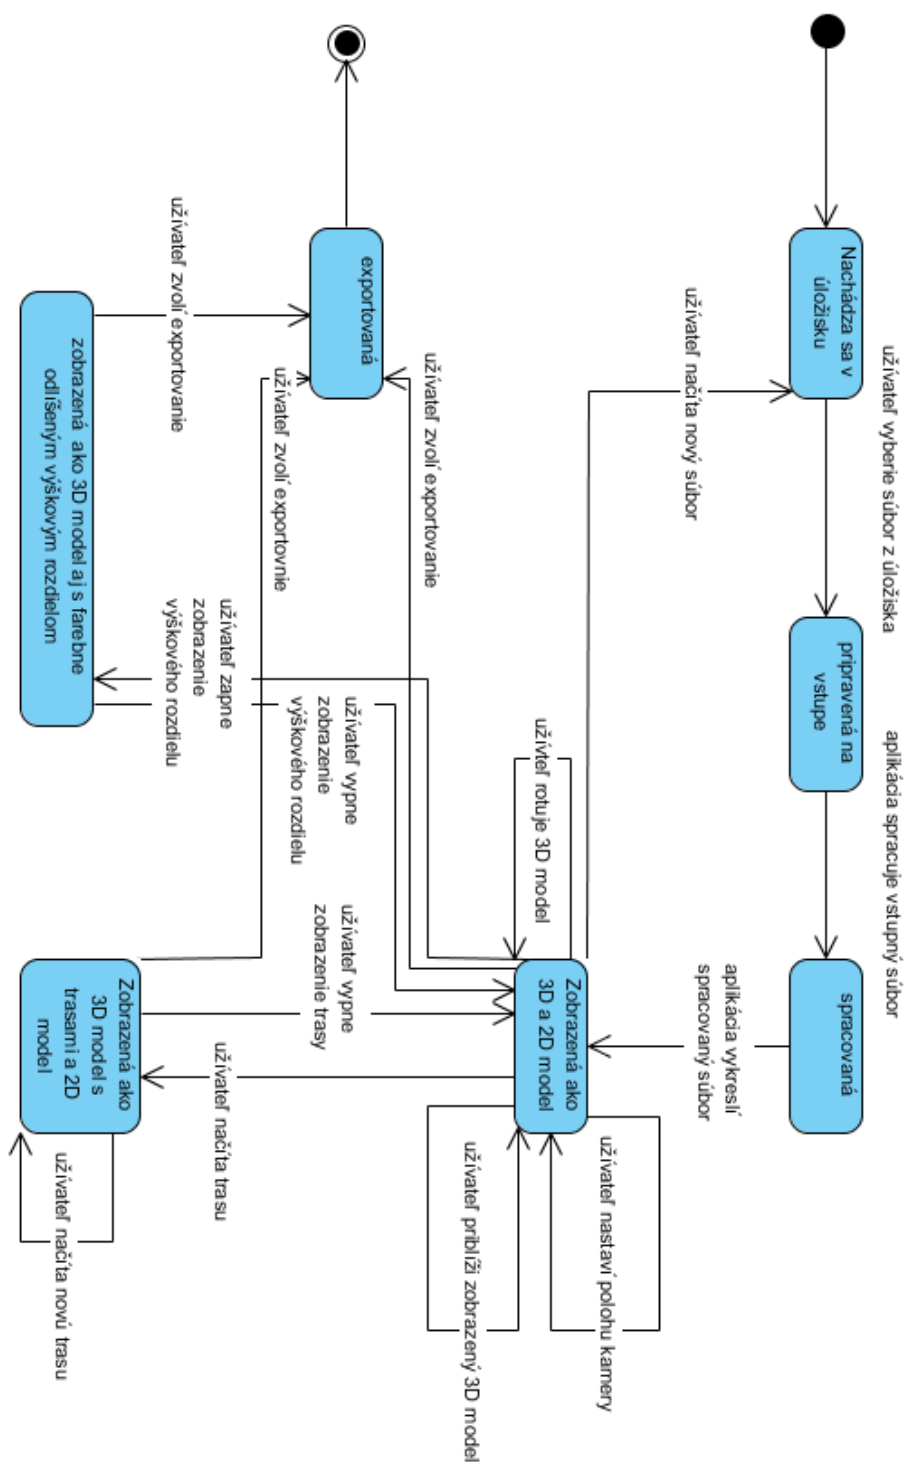 Nachádza sa v
úložisku
užívateľ vyberie súbor z úložiska
pripravená na
vstupe
aplikácia spracuje vstupný súbor
spracovaná
užívateľ načíta nový súbor
aplikácia vykreslí
spracovaný súbor
Zobrazená ako
3D a 2D model
užívteľ rotuje 3D model
užívateľ nastaví polohu kamery
užívateľ priblíži zobrazený 3D model
exportovaná
užívateľ zvolí exportovanie
užívateľ zvolí exportovnie
užívateľ zvolí exportovanie
užívateľ vypne
zobrazenie
výškového rozdielu
užívateľ zapne
zobrazenie
výškového rozdielu
užívateľ vypne
zobrazenie trasy
užívateľ načíta trasu
zobrazená ako 3D model aj s farebne
odlíšeným výškovým rozdielom
Zobrazená ako
3D model s
trasami a 2D
model
užívateľ načíta novú trasu